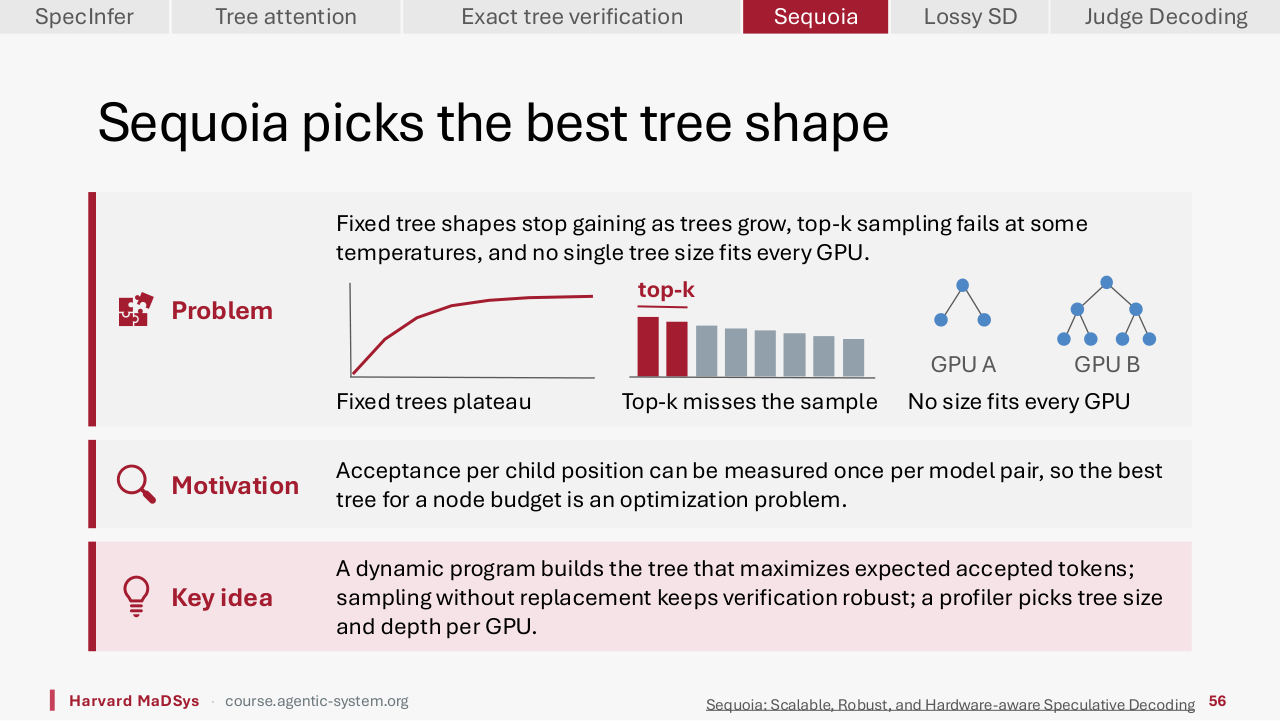 SpecInfer
Tree attention
Exact tree verification
Sequoia
Lossy SD
Judge Decoding
Sequoia picks the best tree shape
Problem
Fixed tree shapes stop gaining as trees grow, top-k sampling fails at some
temperatures, and no single tree size fits every GPU.
top-k
GPU A
GPU B
Fixed trees plateau
Top-k misses the sample
No size fits every GPU
Motivation
Acceptance per child position can be measured once per model pair, so the best
tree for a node budget is an optimization problem.
Key idea
A dynamic program builds the tree that maximizes expected accepted tokens;
sampling without replacement keeps verification robust; a profiler picks tree size
and depth per GPU.
Harvard MaDSys · course.agentic-system.org
Sequoia: Scalable, Robust, and Hardware-aware Speculative Decoding
56